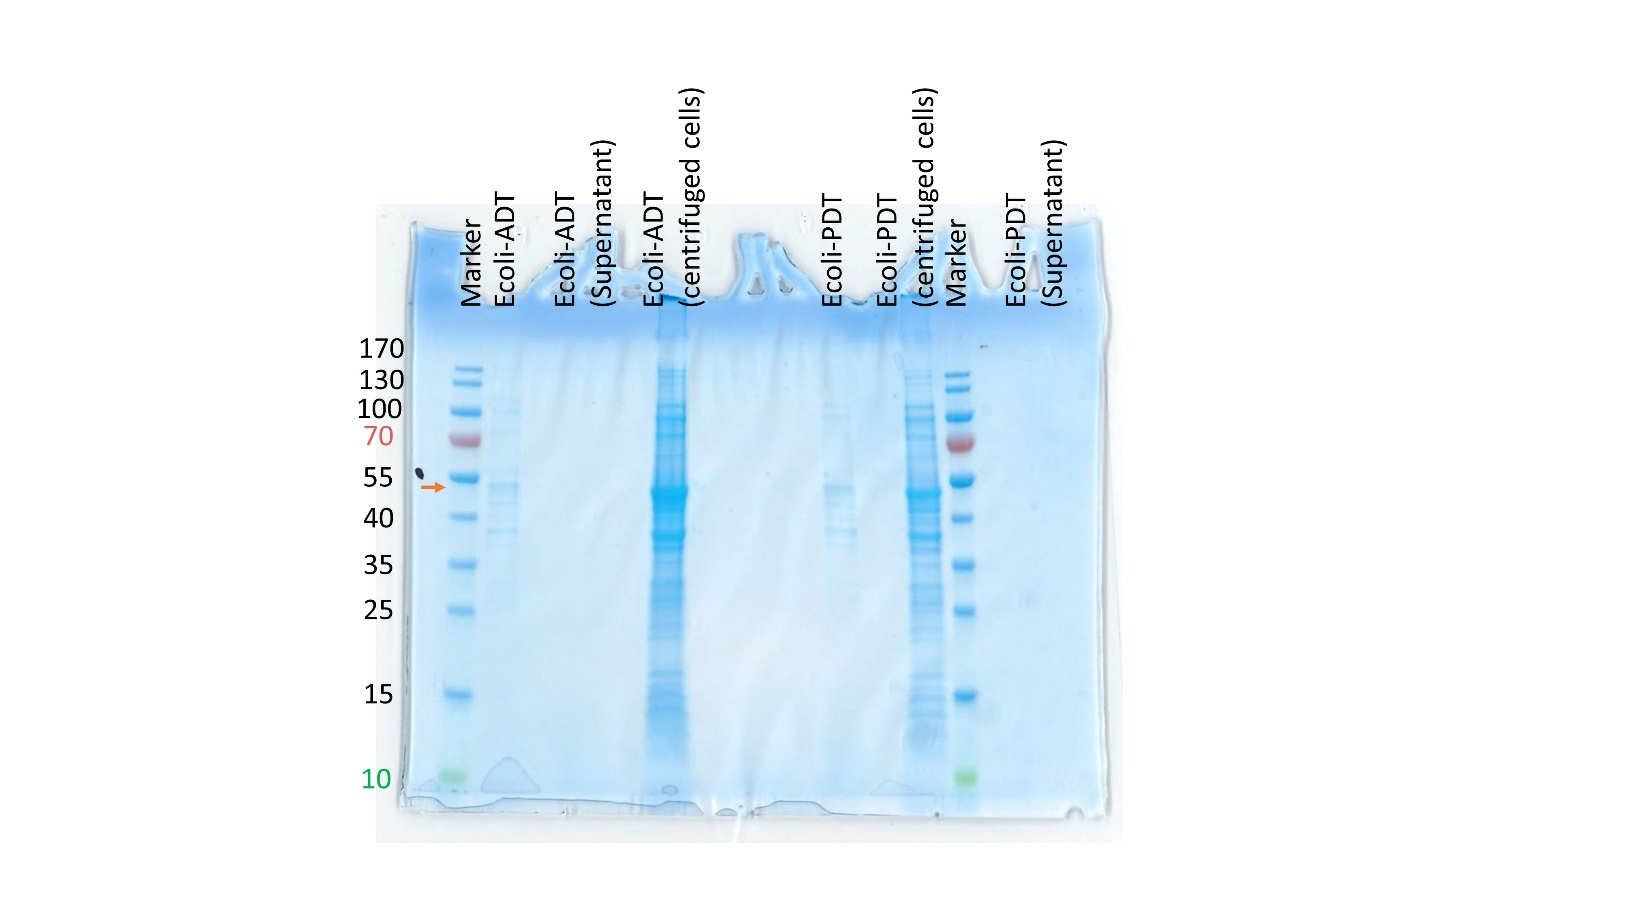 Marker
Ecoli-ADT
Ecoli-ADT
(Supernatant)
Ecoli-ADT
(centrifuged cells)
Ecoli-PDT
Ecoli-PDT
(centrifuged cells)
Marker
Ecoli-PDT
(Supernatant)
170
130
100
70
55
40
35
25
15
10